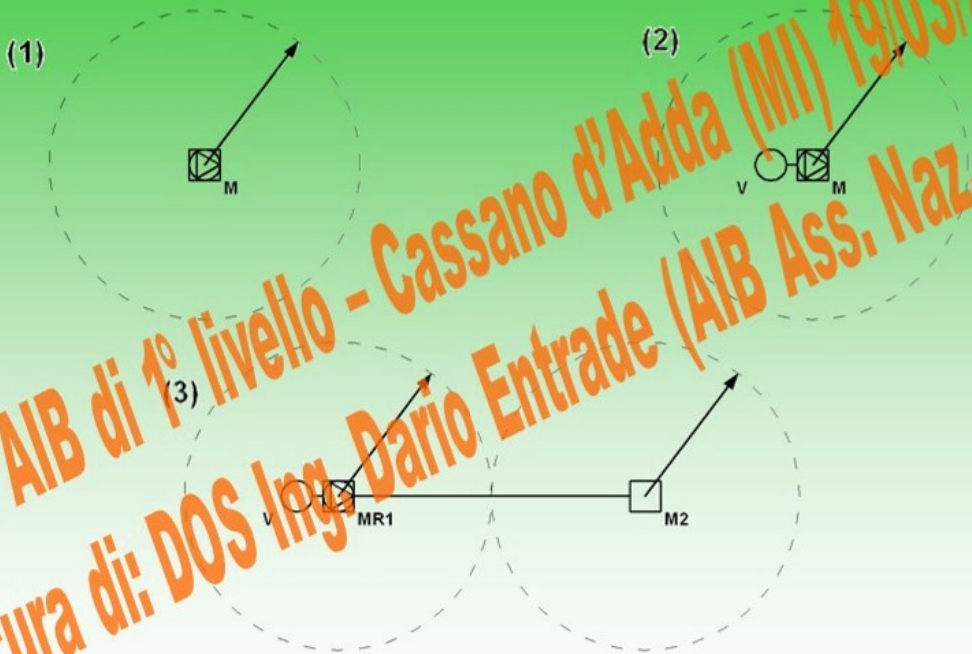 (1)
(2)
M
V
M
(3)
V
MR1
M2
AIB di 1° livello - Cassano d'Adda (MI) 19/03/
ura di: DOS Ing. Dario Entrade (AIB Ass. Naz.